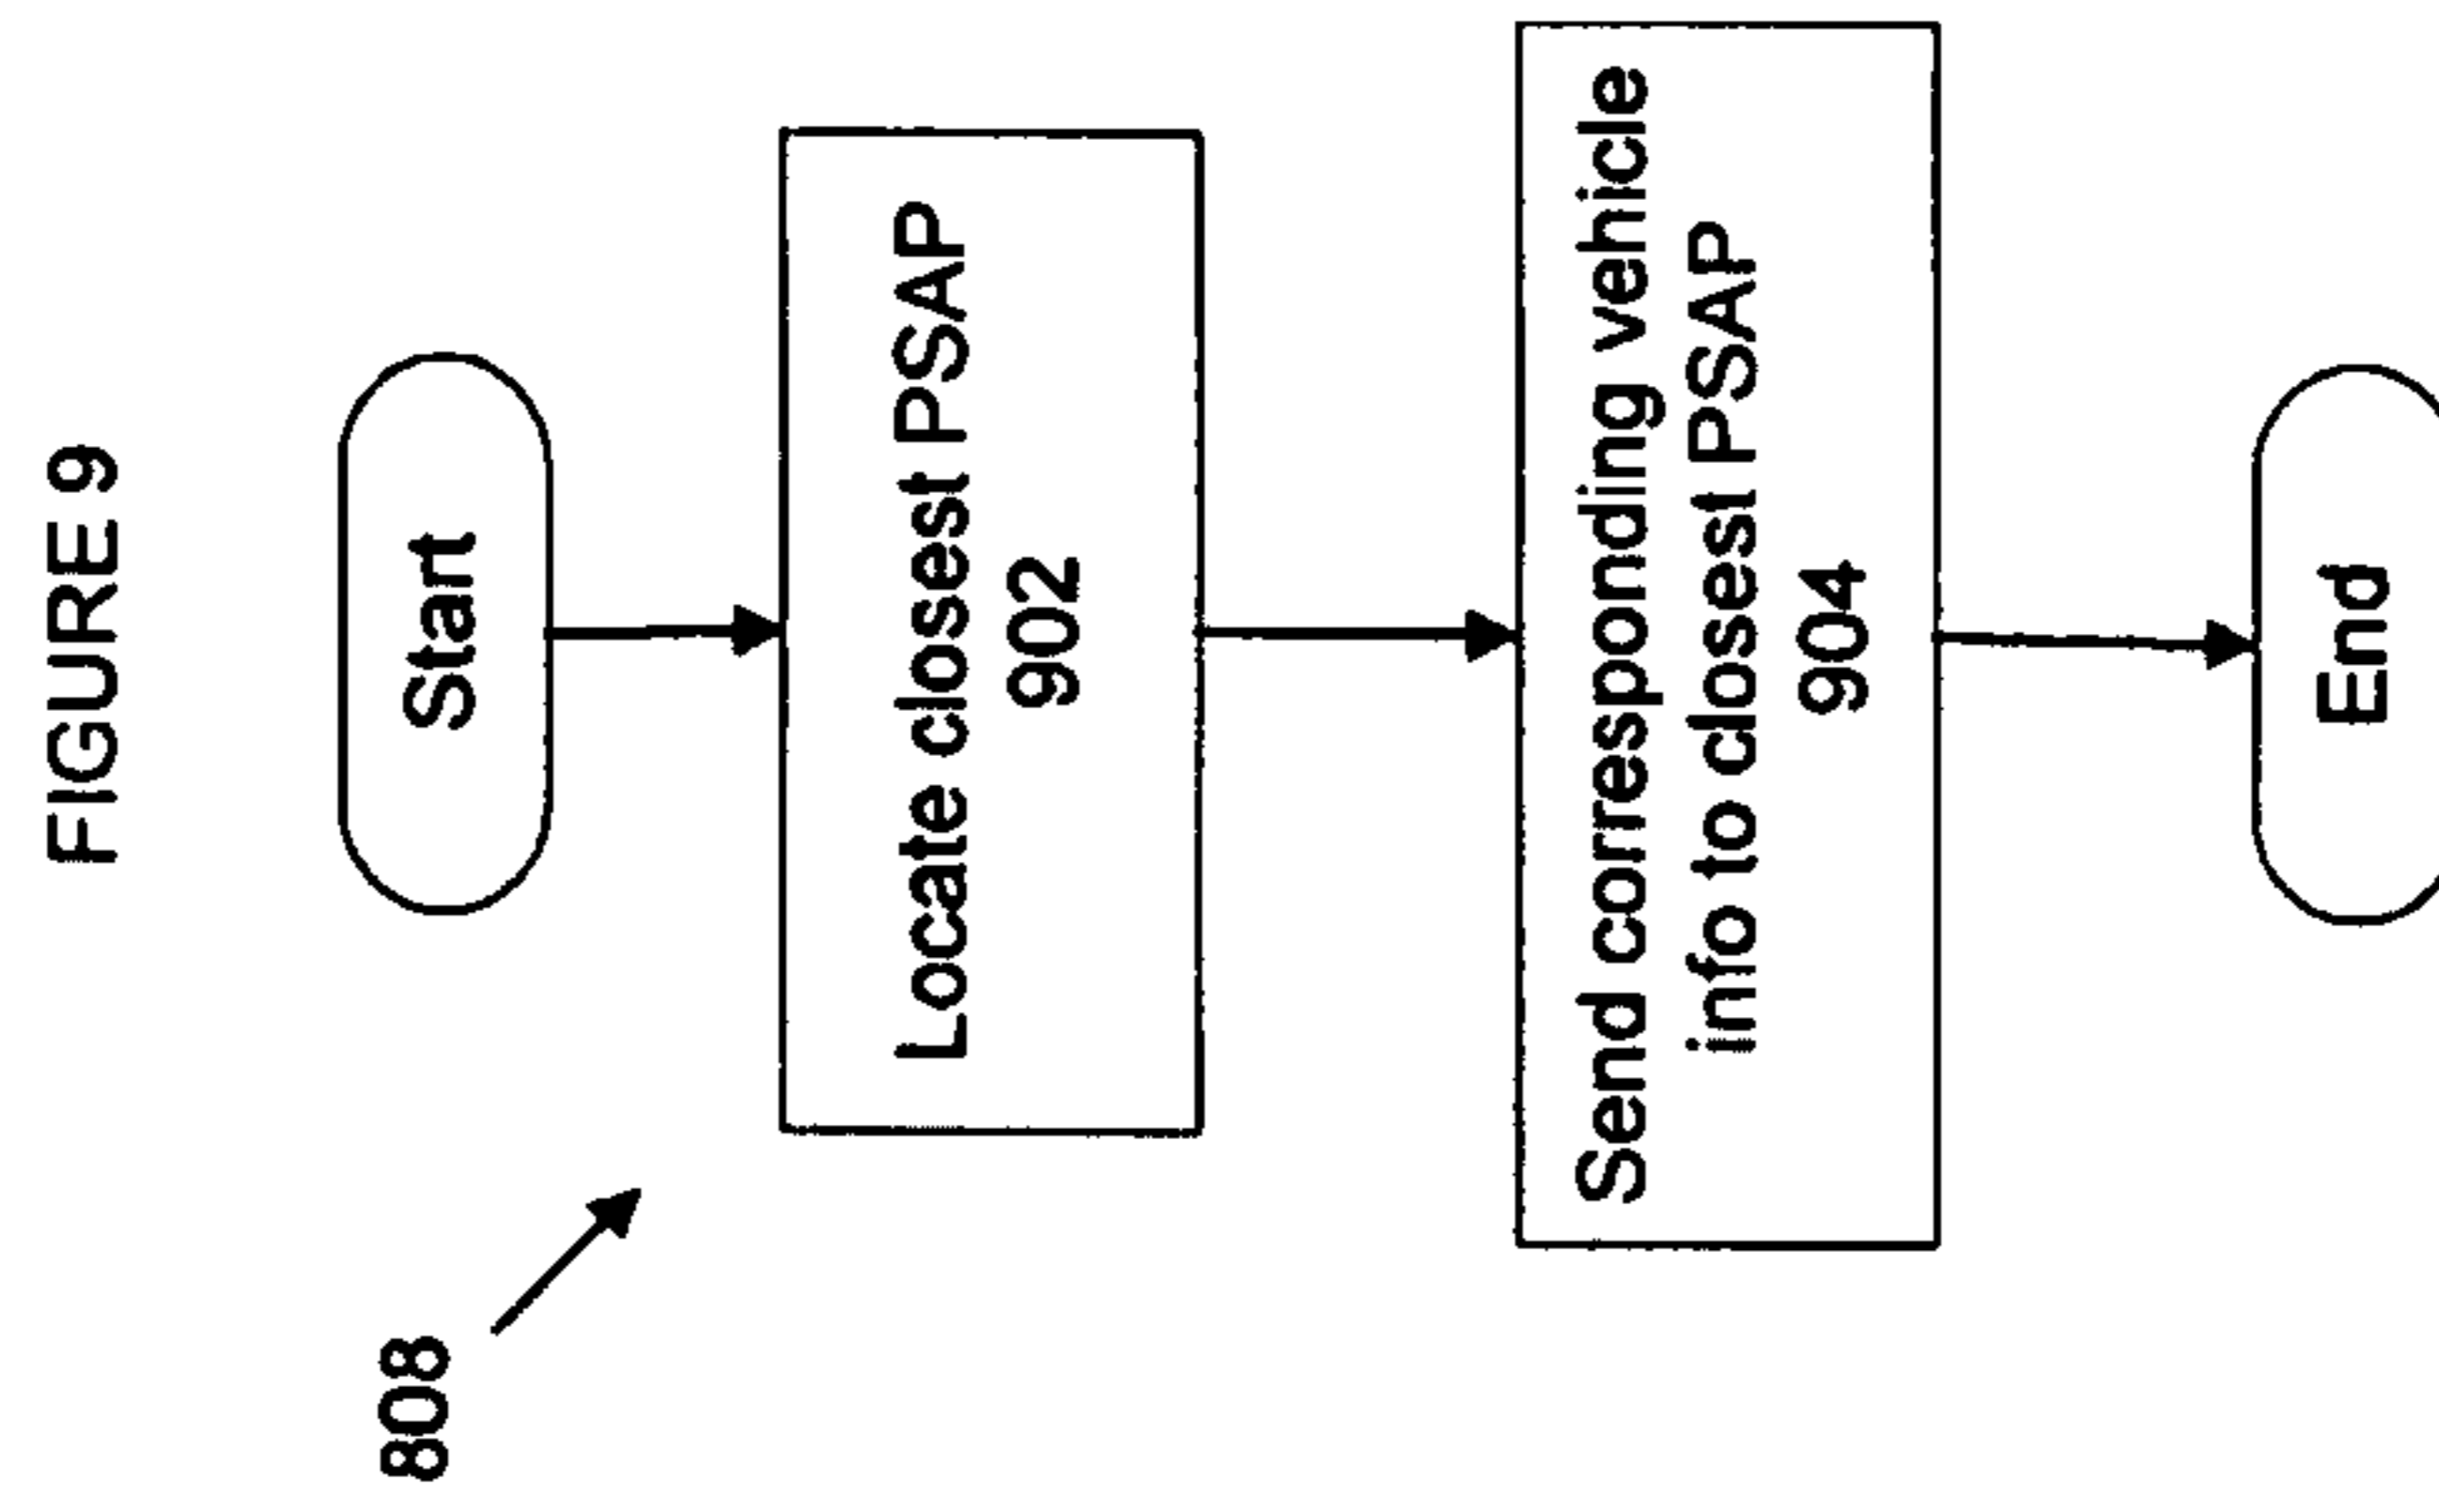 FIGURE 9
808
Start
Locate closest PSAP
902
Send corresponding vehicle
info to closest PSAP
904
End